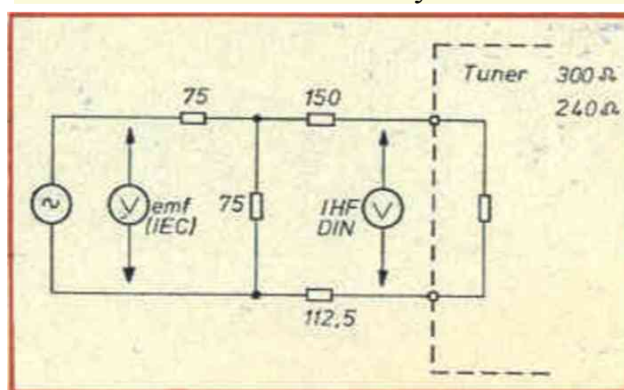 Tuner 300 Ω
240 Ω
75
150
emf
(IEC)
75
IHF
DIN
112,5